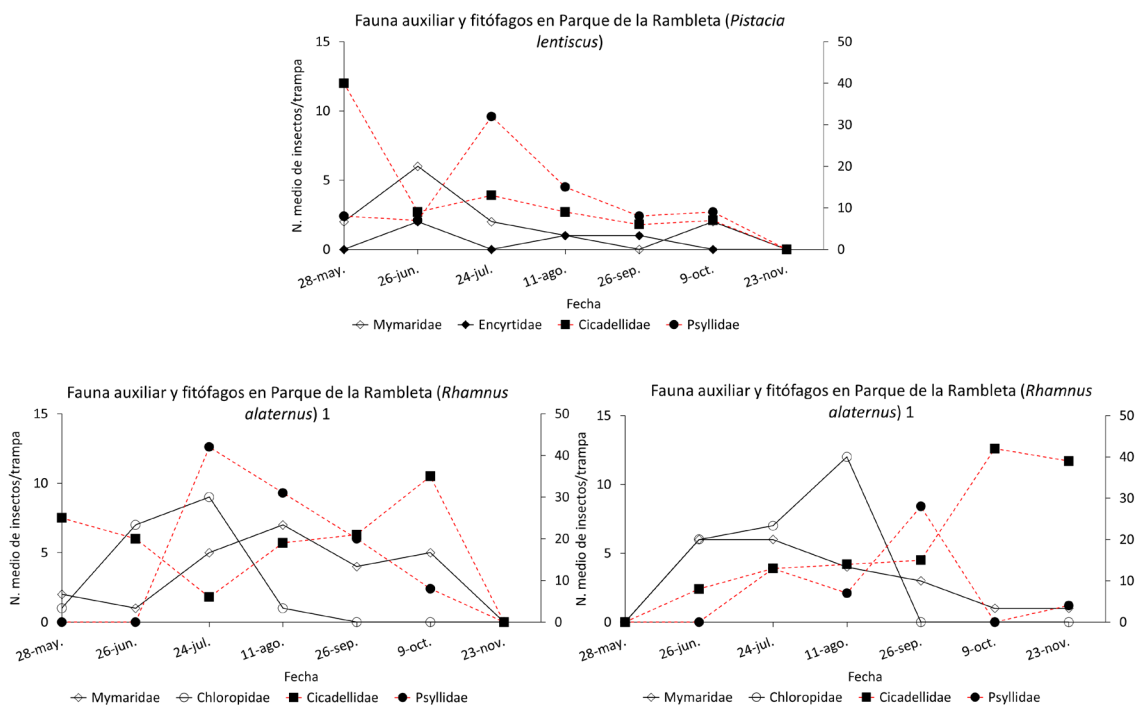 Fauna auxiliar y fitófagos en Parque de la Rambleta (Pistacia
lentiscus)
N. medio de insectos/trampa
15
10
5
0
50
40
30
20
10
0
28-may.
26-jun.
24-jul.
11-ago.
26-sep.
9-oct.
23-nov.
Fecha
Mymaridae Encyrtidae Cicadellidae Psyllidae
Fauna auxiliar y fitófagos en Parque de la Rambleta (Rhamnus
alaternus) 1
N. medio de insectos/trampa
15
10
5
0
50
40
30
20
10
0
28-may.
26-jun.
24-jul.
11-ago.
26-sep.
9-oct.
23-nov.
Fecha
Mymaridae Chloropidae Cicadellidae Psyllidae
Fauna auxiliar y fitófagos en Parque de la Rambleta (Rhamnus
alaternus) 1
N. medio de insectos/trampa
15
10
5
0
50
40
30
20
10
0
28-may.
26-jun.
24-jul.
11-ago.
26-sep.
9-oct.
23-nov.
Fecha
Mymaridae Chloropidae Cicadellidae Psyllidae